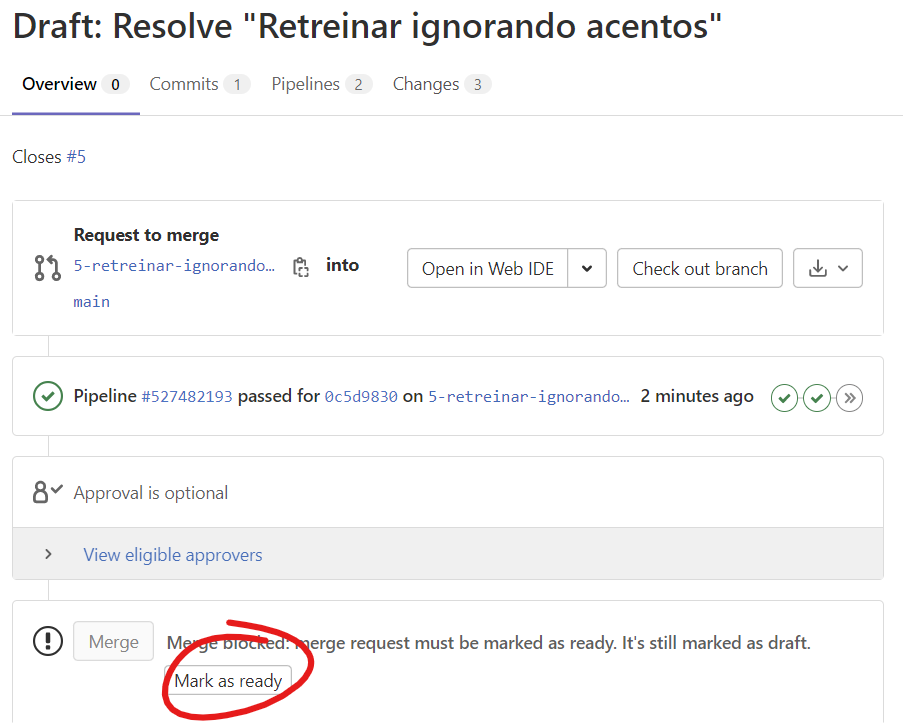 Draft: Resolve "Retreinar ignorando acentos"
Overview 0 Commits 1 Pipelines 2 Changes 3
Closes #5
Request to merge
5-retreinar-ignorando… into
main
Open in Web IDE
Check out branch
Pipeline #527482193 passed for 0c5d9830 on 5-retreinar-ignorando… 2 minutes ago
Approval is optional
View eligible approvers
Merge
Merge blocked: merge request must be marked as ready. It's still marked as draft.
Mark as ready